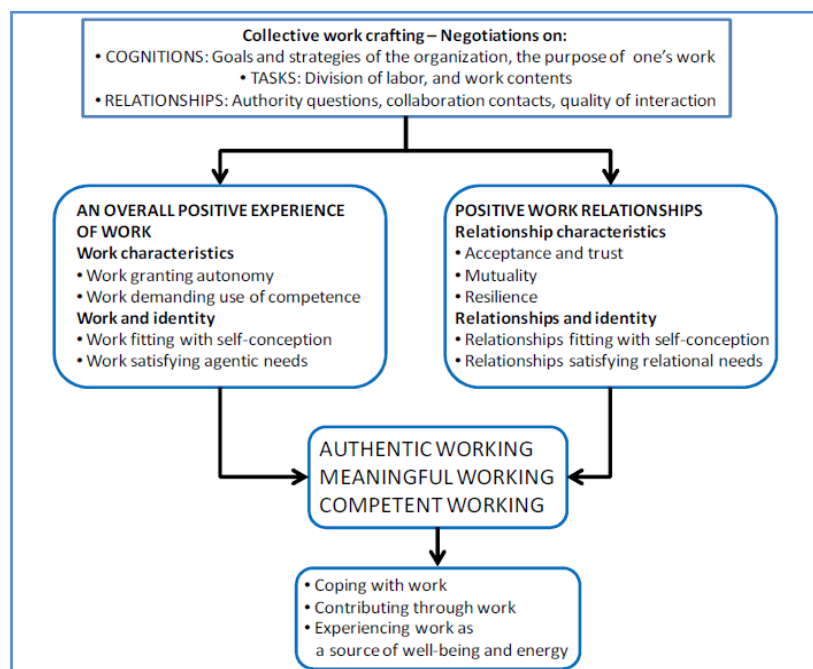 Collective work crafting – Negotiations on:
• COGNITIONS: Goals and strategies of the organization, the purpose of one's work
• TASKS: Division of labor, and work contents
• RELATIONSHIPS: Authority questions, collaboration contacts, quality of interaction
AN OVERALL POSITIVE EXPERIENCE
OF WORK
Work characteristics
• Work granting autonomy
• Work demanding use of competence
Work and identity
• Work fitting with self-conception
• Work satisfying agentic needs
POSITIVE WORK RELATIONSHIPS
Relationship characteristics
• Acceptance and trust
• Mutuality
• Resilience
Relationships and identity
• Relationships fitting with self-conception
• Relationships satisfying relational needs
AUTHENTIC WORKING
MEANINGFUL WORKING
COMPETENT WORKING
• Coping with work
• Contributing through work
• Experiencing work as
a source of well-being and energy